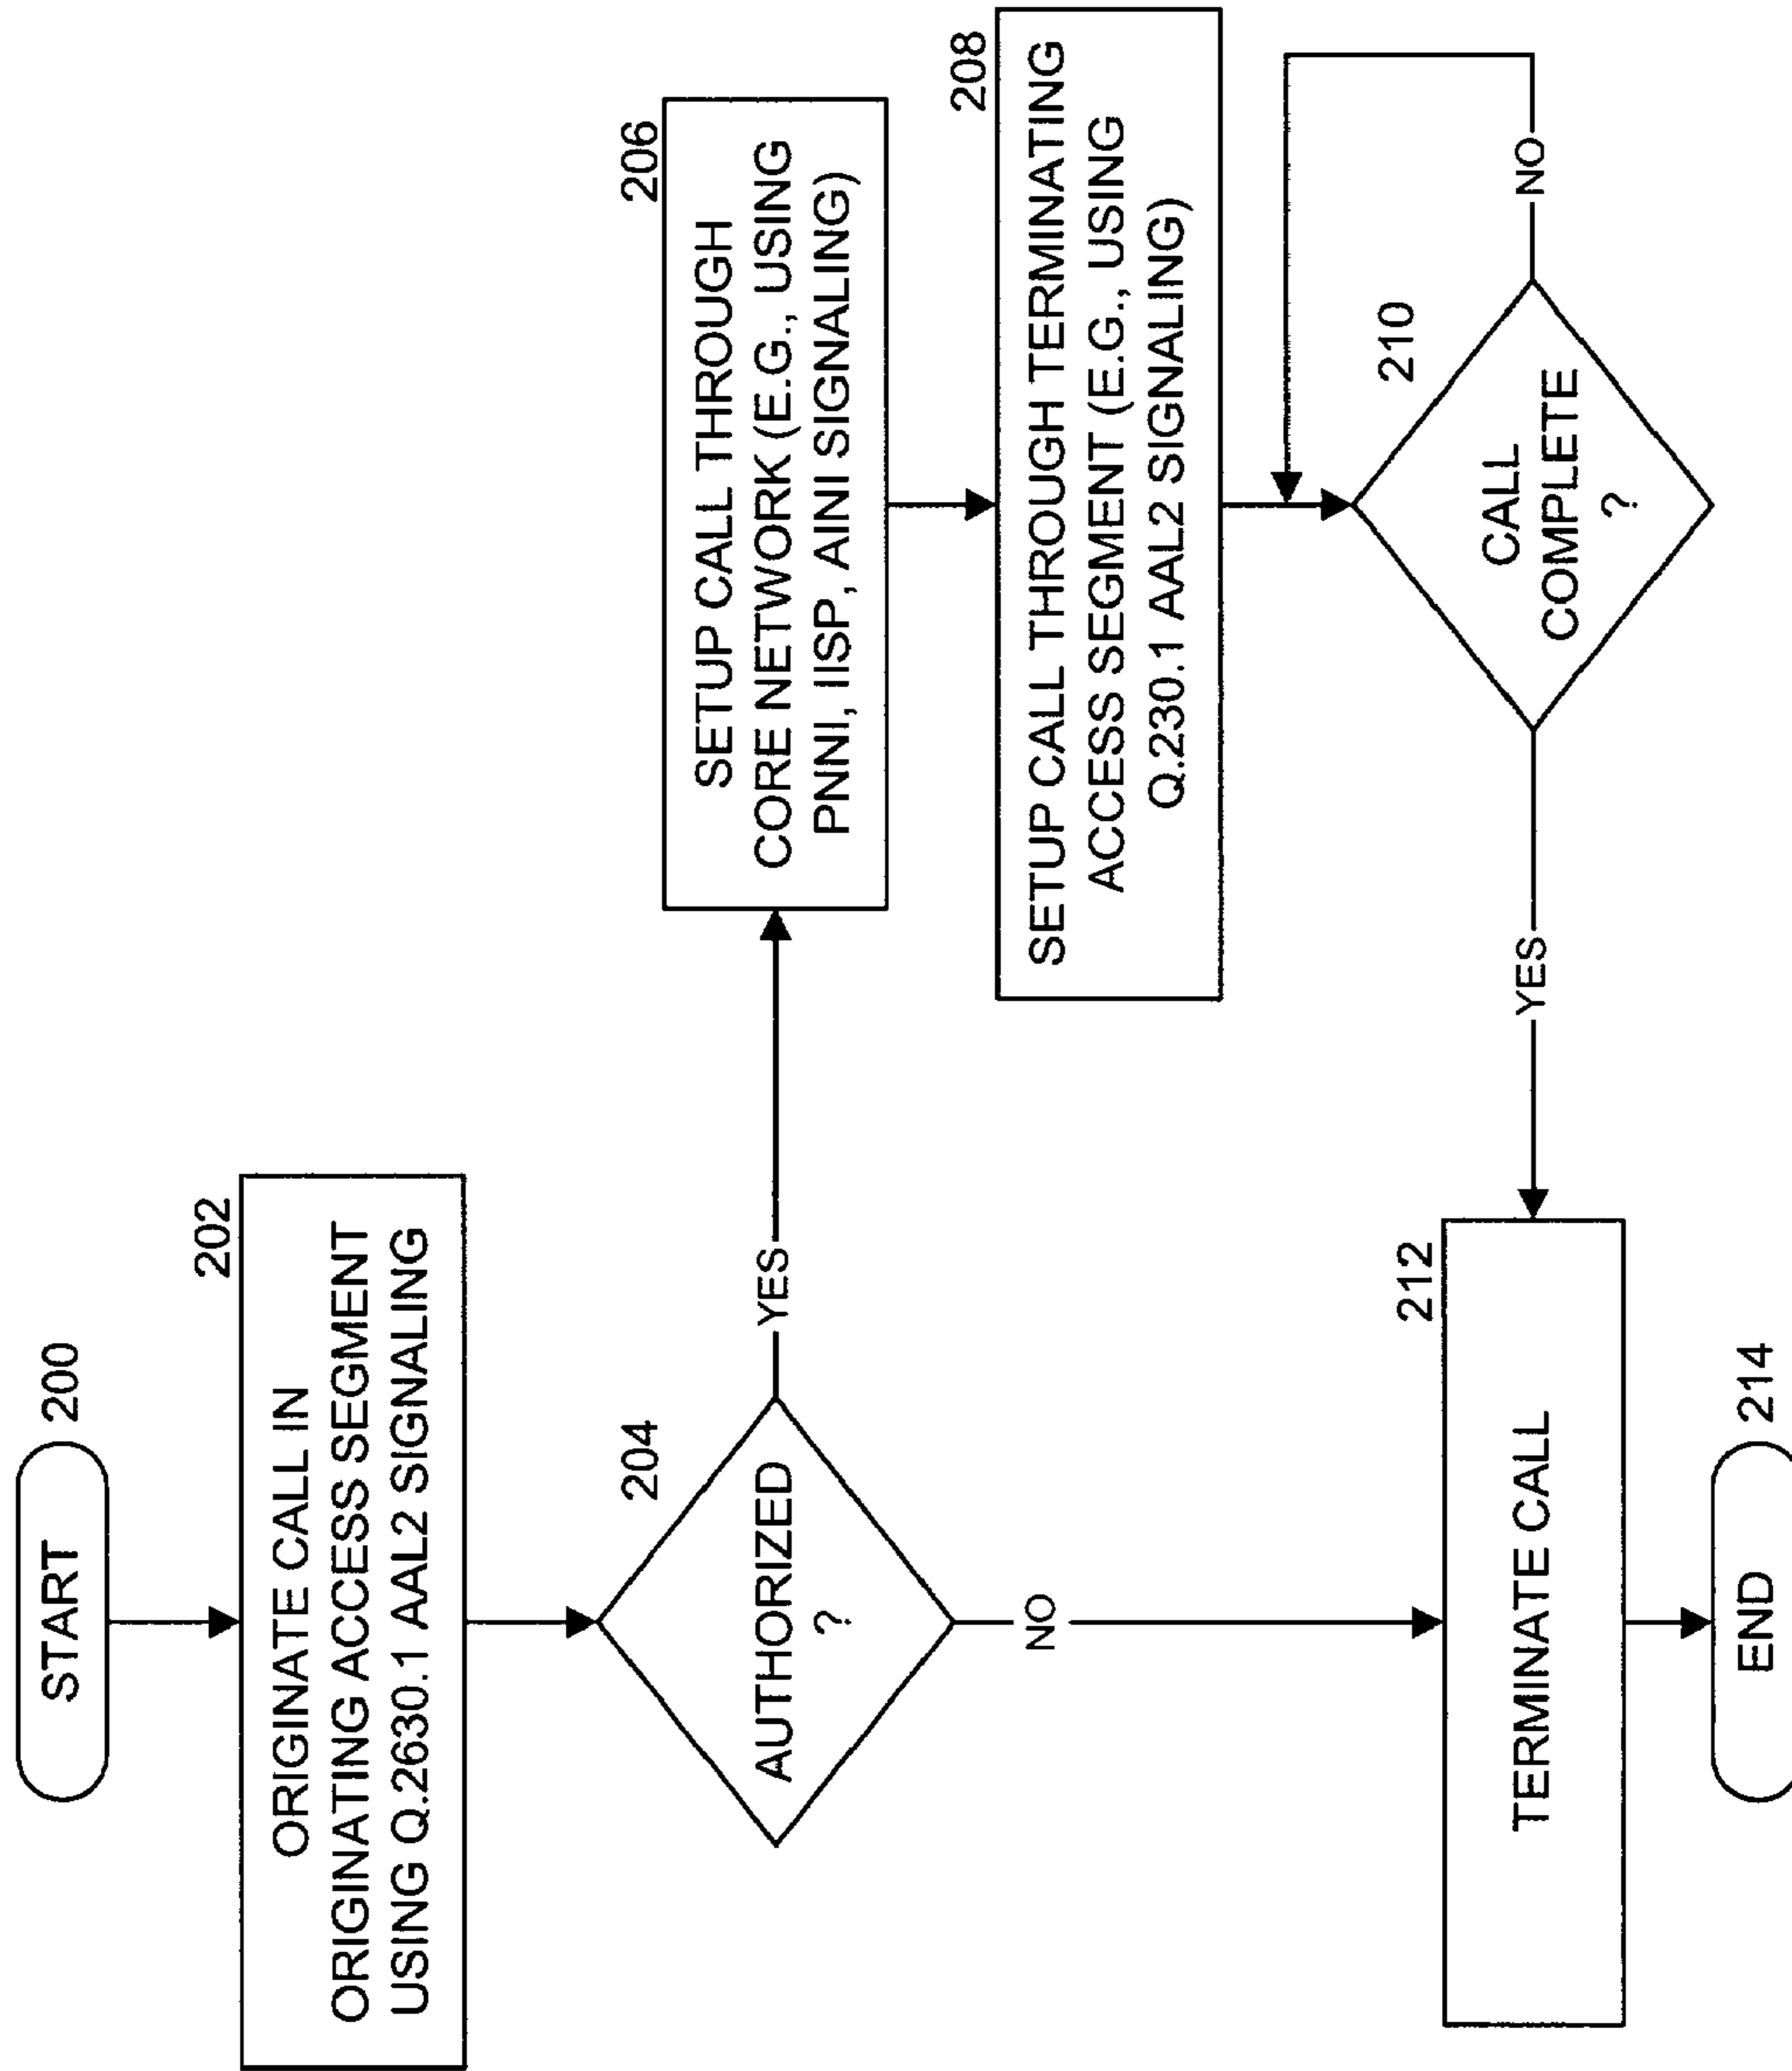 START
200
202
ORIGINATE CALL IN
ORIGINATING ACCESS SEGMENT
USING Q.2630.1 AAL2 SIGNALING
204
AUTHORIZED
?
YES
NO
206
SETUP CALL THROUGH
CORE NETWORK (E.G., USING
PNNI, IISP, AINI SIGNALING)
208
SETUP CALL THROUGH TERMINATING
ACCESS SEGMENT (E.G., USING
Q.230.1 AAL2 SIGNALING)
210
CALL
COMPLETE
?
NO
YES
212
TERMINATE CALL
END
214